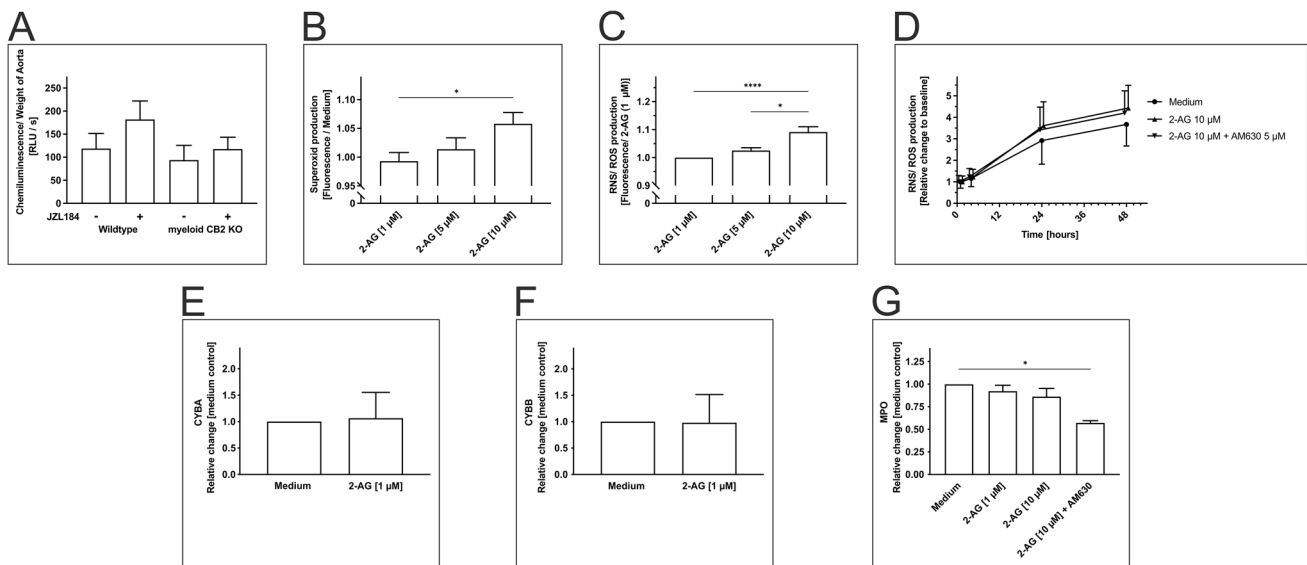 A
Chemiluminescence/ Weight of Aorta
[RLU / s]
250
200
150
100
50
0
JZL184
- + - +
Wildtype myeloid CB2 KO
B
Superoxid production
[Fluorescence / Medium]
1.10
1.05
1.00
0.95
0
*
2-AG [1 µM]
2-AG [5 µM]
2-AG [10 µM]
C
RNS/ ROS production
[Fluorescence/ 2-AG (1 µM)]
1.2
1.1
1.0
0.9
0
****
*
2-AG [1 µM]
2-AG [5 µM]
2-AG [10 µM]
D
RNS/ ROS production
[Relative change to baseline]
5
4
3
2
1
0
0 12 24 36 48
Time [hours]
Medium
2-AG 10 µM
2-AG 10 µM + AM630 5 µM
E
CYBA
Relative change [medium control]
2.0
1.5
1.0
0.5
0.0
Medium 2-AG [1 µM]
F
CYBB
Relative change [medium control]
2.0
1.5
1.0
0.5
0.0
Medium 2-AG [1 µM]
G
MPO
Relative change [medium control]
1.25
1.00
0.75
0.50
0.25
0.00
*
Medium
2-AG [1 µM]
2-AG [10 µM]
2-AG [10 µM] + AM630